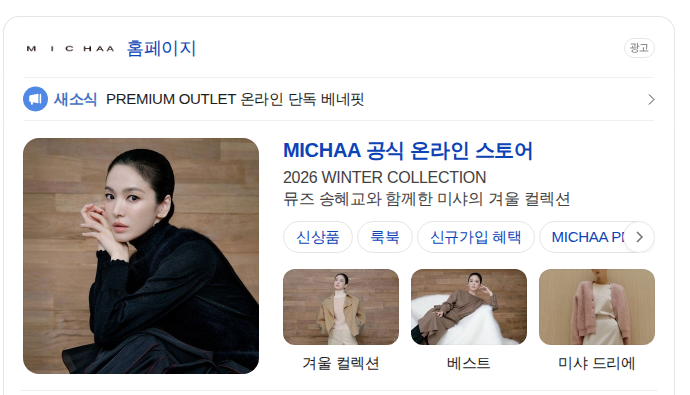 MICHAA 홈페이지
광고
새소식 PREMIUM OUTLET 온라인 단독 베네핏
MICHAA 공식 온라인 스토어
2026 WINTER COLLECTION
뮤즈 송혜교와 함께한 미샤의 겨울 컬렉션
신상품 룩북 신규가입 혜택 MICHAA
겨울 컬렉션 베스트 미샤 드리에